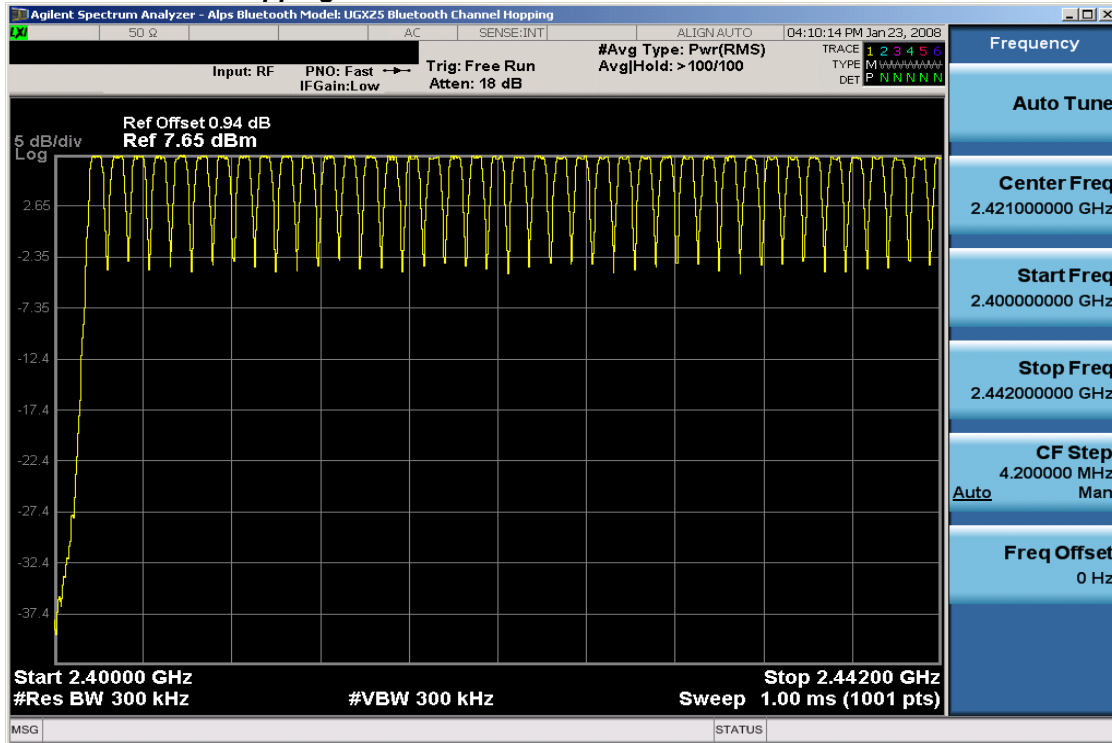 Agilent Spectrum Analyzer - Alps Bluetooth Model: UGXZ5 Bluetooth Channel Hopping
LXI 50 Ω AC SENSE:INT ALIGN AUTO 04:10:14 PM Jan 23, 2008
Input: RF PNO: Fast Trig: Free Run #Avg Type: Pwr(RMS) TRACE 1 2 3 4 5 6
IFGain:Low Atten: 18 dB Avg|Hold: >100/100 TYPE M WWWWW
DET P N N N N N
Ref Offset 0.94 dB
5 dB/div Ref 7.65 dBm
Log
2.65
-2.35
-7.35
-12.4
-17.4
-22.4
-27.4
-32.4
-37.4
Start 2.40000 GHz Stop 2.44200 GHz
#Res BW 300 kHz #VBW 300 kHz Sweep 1.00 ms (1001 pts)
MSG STATUS
Frequency
Auto Tune
Center Freq
2.421000000 GHz
Start Freq
2.400000000 GHz
Stop Freq
2.442000000 GHz
CF Step
4.200000 MHz
Auto Man
Freq Offset
0 Hz